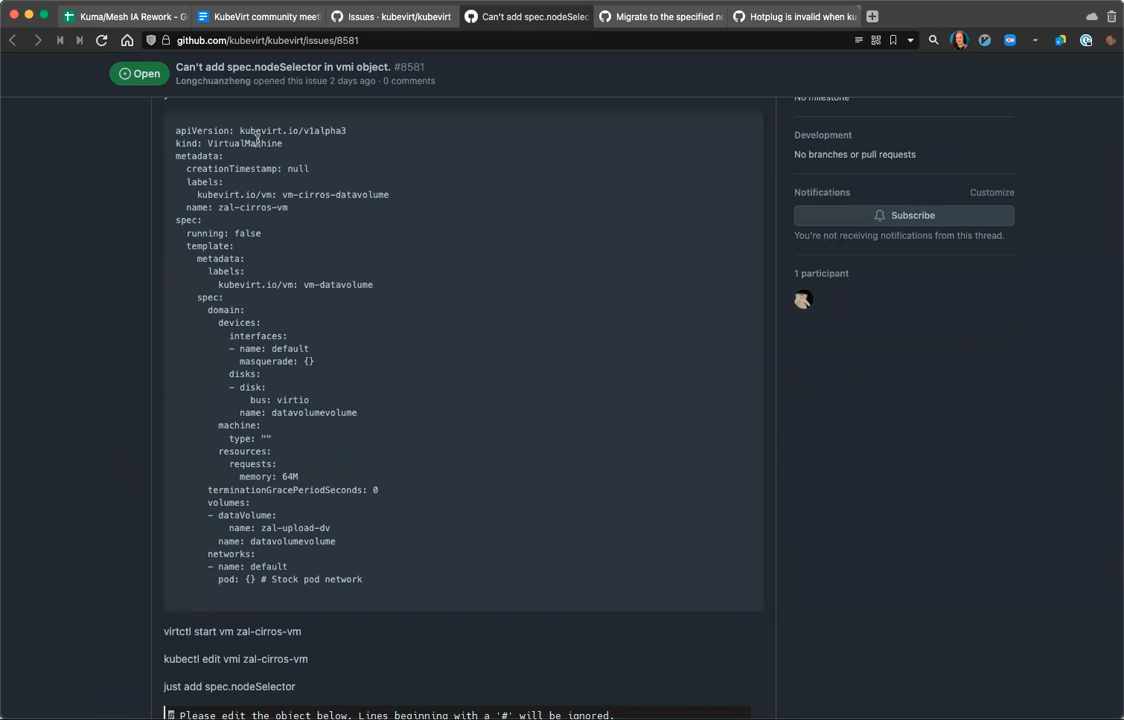 Kuma/Mesh IA Rework - G
KubeVirt community meet
Issues · kubevirt/kubevirt
Can't add spec.nodeSelec
Migrate to the specified n
Hotplug is invalid when ku
github.com/kubevirt/kubevirt/issues/8581
Open
Can't add spec.nodeSelector in vmi object. #8581
Longchuanzheng opened this issue 2 days ago · 0 comments
apiVersion: kubevirt.io/v1alpha3
kind: VirtualMachine
metadata:
  creationTimestamp: null
  labels:
    kubevirt.io/vm: vm-cirros-datavolume
  name: zal-cirros-vm
spec:
  running: false
  template:
    metadata:
      labels:
        kubevirt.io/vm: vm-datavolume
    spec:
      domain:
        devices:
          interfaces:
          - name: default
            masquerade: {}
          disks:
          - disk:
              bus: virtio
            name: datavolumevolume
        machine:
          type: ""
        resources:
          requests:
            memory: 64M
      terminationGracePeriodSeconds: 0
      volumes:
      - dataVolume:
          name: zal-upload-dv
        name: datavolumevolume
      networks:
      - name: default
        pod: {} # Stock pod network
virtctl start vm zal-cirros-vm
kubectl edit vmi zal-cirros-vm
just add spec.nodeSelector
# Please edit the object below. Lines beginning with a '#' will be ignored.
No milestone
Development
No branches or pull requests
Notifications
Customize
Subscribe
You're not receiving notifications from this thread.
1 participant